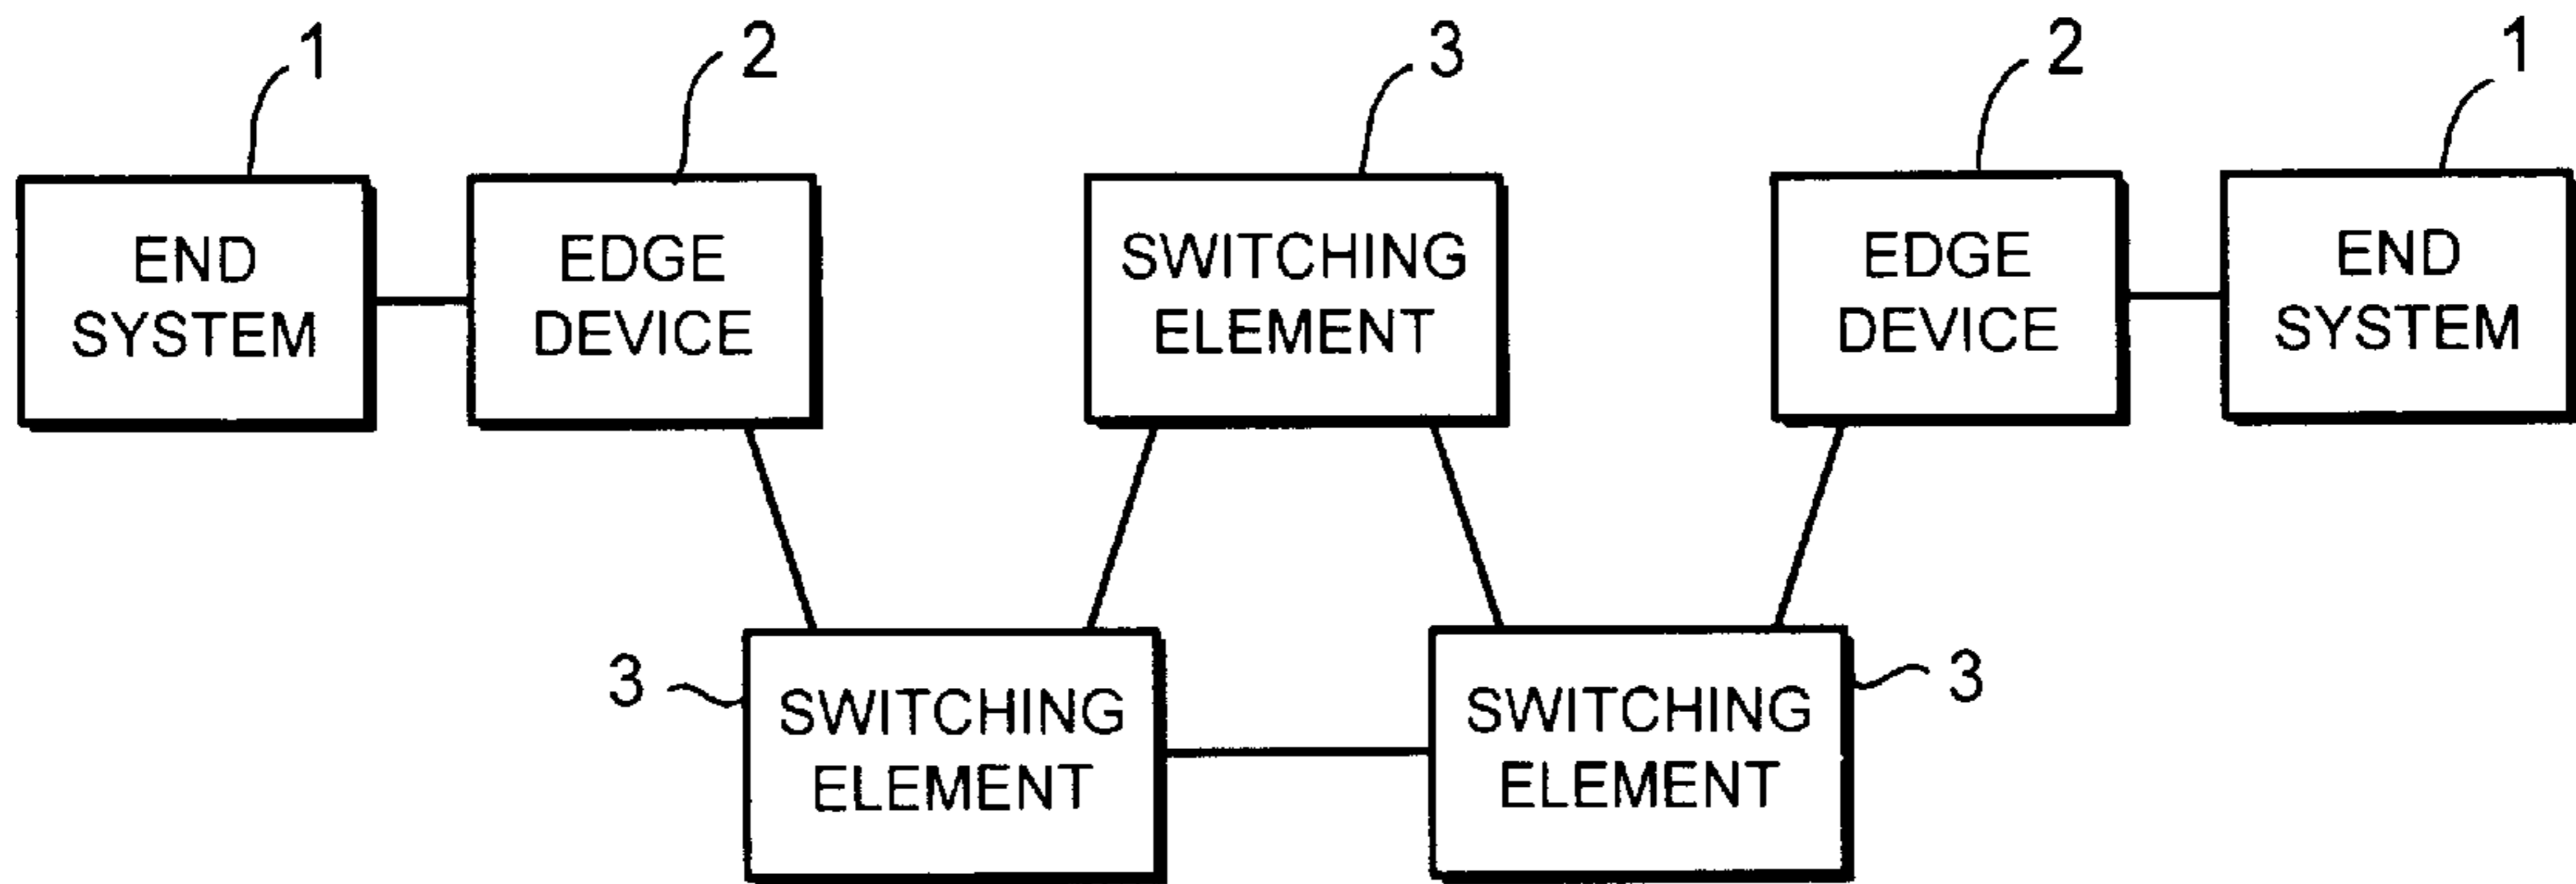 1
2
3
2
1
END
SYSTEM
EDGE
DEVICE
SWITCHING
ELEMENT
EDGE
DEVICE
END
SYSTEM
3
SWITCHING
ELEMENT
SWITCHING
ELEMENT
3